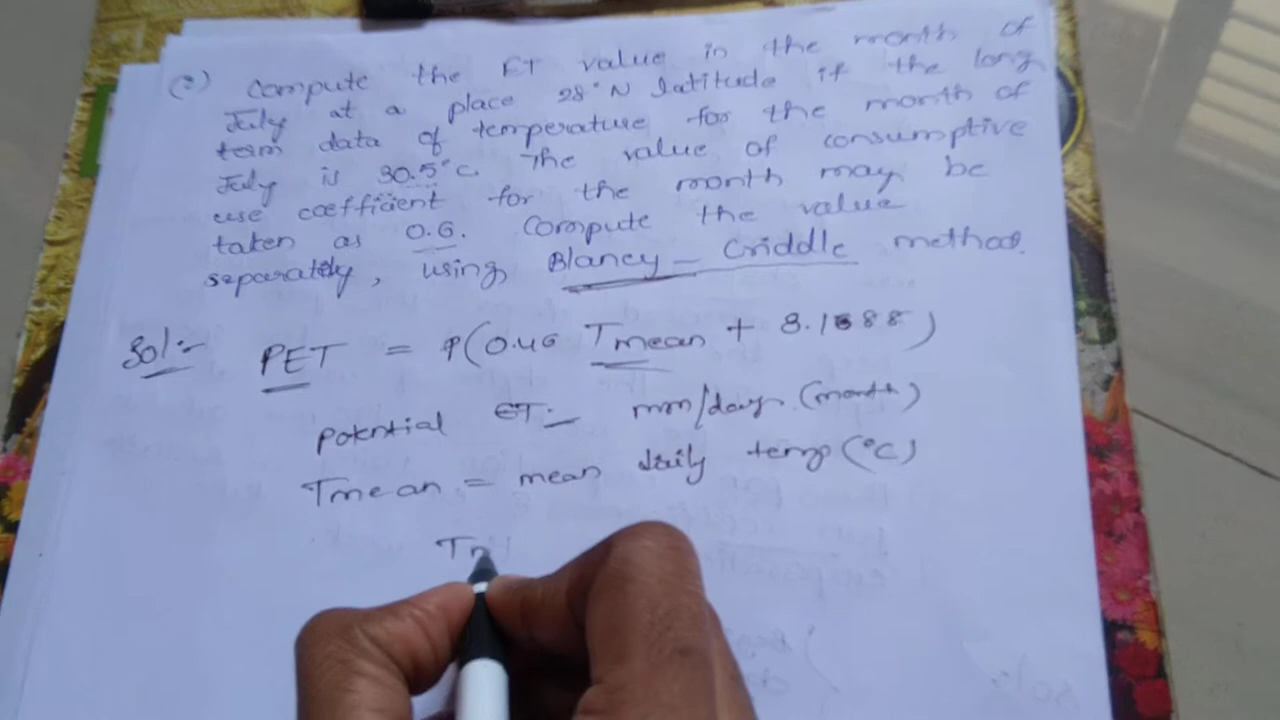 (2) Compute the ET value in the month of
July at a place 28°N latitude if the long
term data of temperature for the month of
July is 30.5°C. The value of consumptive
use coefficient for the month may be
taken as 0.6. Compute the value
separately, using Blaney - Criddle method.
Sol:- PET = P(0.46 Tmean + 8.1688)
potential ET:- mm/day (month)
Tmean = mean daily temp (°C)